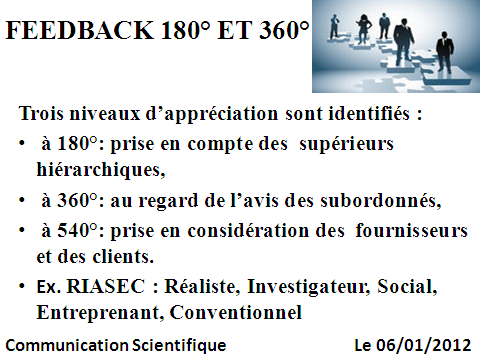 FEEDBACK 180° ET 360°
Trois niveaux d’appréciation sont identifiés :
• à 180°: prise en compte des supérieurs
hiérarchiques,
• à 360°: au regard de l’avis des subordonnés,
• à 540°: prise en considération des fournisseurs
et des clients.
• Ex. RIASEC : Réaliste, Investigateur, Social,
Entreprenant, Conventionnel
Communication Scientifique Le 06/01/2012